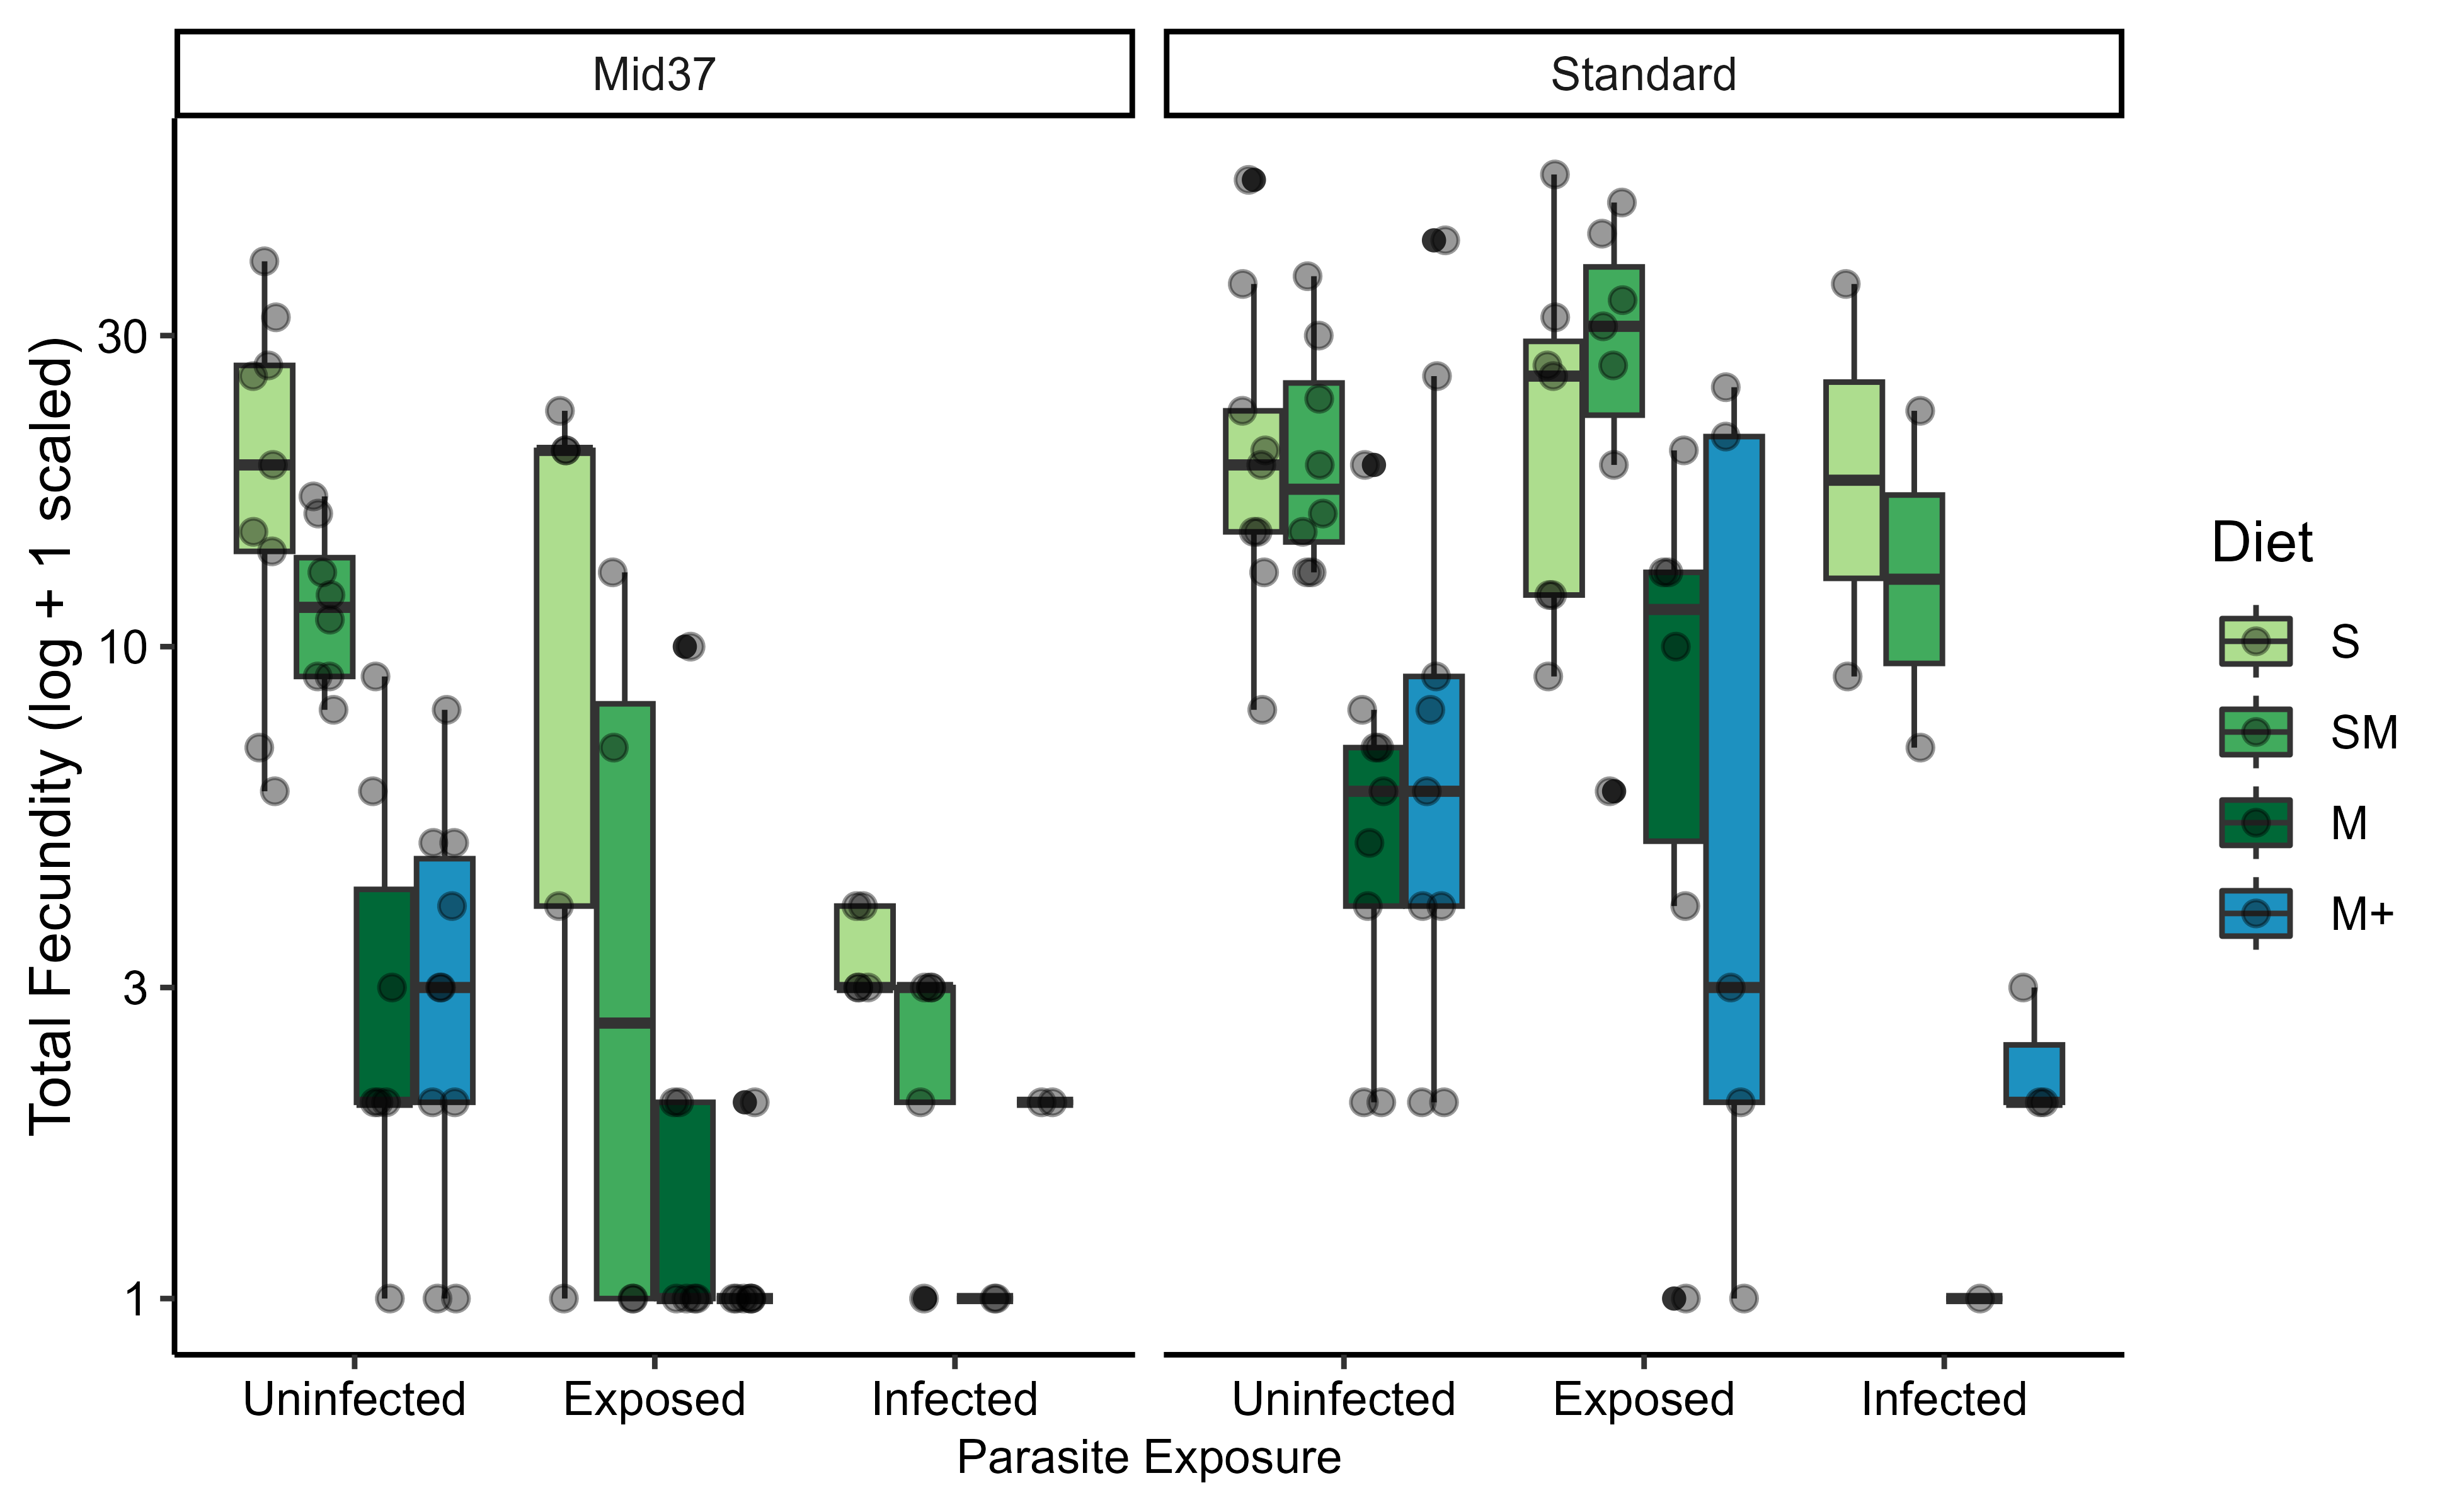 Mid37
Standard
Total Fecundity (log + 1 scaled)
30
10
3
1
Uninfected
Exposed
Infected
Uninfected
Exposed
Infected
Parasite Exposure
Diet
S
SM
M
M+